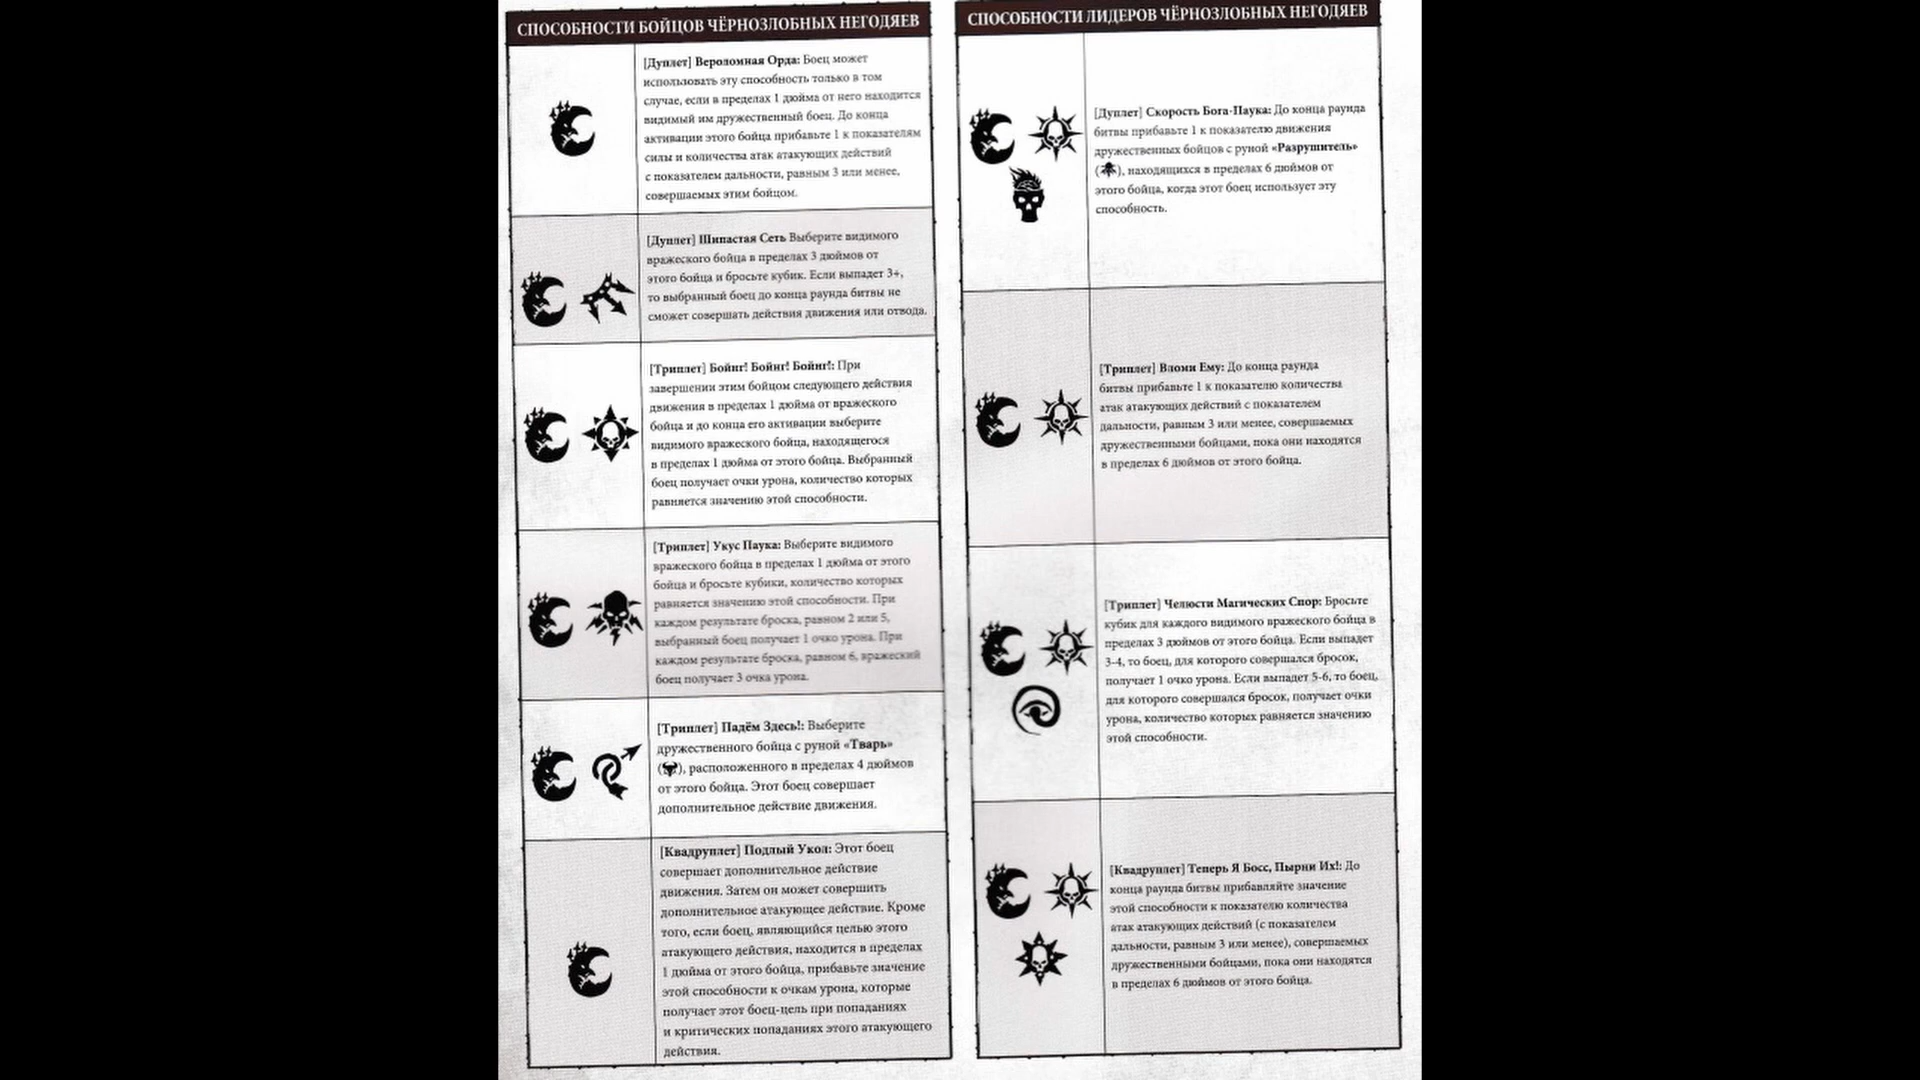 СПОСОБНОСТИ БОЙЦОВ ЧЁРНОЗЛОБНЫХ НЕГОДЯЕВ
[Дуплет] Вероломная Орда: Боец может
использовать эту способность только в том
случае, если в пределах 1 дюйма от него находится
видимый им дружественный боец. До конца
активации этого бойца прибавьте 1 к показателям
силы и количества атак атакующих действий
с показателем дальности, равным 3 или менее,
совершаемых этим бойцом.
[Дуплет] Шипастая Сеть Выберите видимого
вражеского бойца в пределах 3 дюймов от
этого бойца и бросьте кубик. Если выпадет 3+,
то выбранный боец до конца раунда битвы не
сможет совершать действия движения или отвода.
[Триплет] Бойнг! Бойнг! Бойнг!: При
завершении этим бойцом следующего действия
движения в пределах 1 дюйма от вражеского
бойца и до конца его активации выберите
видимого вражеского бойца, находящегося
в пределах 1 дюйма от этого бойца. Выбранный
боец получает очки урона, количество которых
равняется значению этой способности.
[Триплет] Укус Паука: Выберите видимого
вражеского бойца в пределах 1 дюйма от этого
бойца и бросьте кубики, количество которых
равняется значению этой способности. При
каждом результате броска, равном 2 или 5,
выбранный боец получает 1 очко урона. При
каждом результате броска, равном 6, вражеский
боец получает 3 очка урона.
[Триплет] Падём Здесь!: Выберите
дружественного бойца с руной «Тварь»
( ), расположенного в пределах 4 дюймов
от этого бойца. Этот боец совершает
дополнительное действие движения.
[Квадруплет] Подлый Укол: Этот боец
совершает дополнительное действие
движения. Затем он может совершить
дополнительное атакующее действие. Кроме
того, если боец, являющийся целью этого
атакующего действия, находится в пределах
1 дюйма от этого бойца, прибавьте значение
этой способности к очкам урона, которые
получает этот боец-цель при попаданиях
и критических попаданиях этого атакующего
действия.
СПОСОБНОСТИ ЛИДЕРОВ ЧЁРНОЗЛОБНЫХ НЕГОДЯЕВ
[Дуплет] Скорость Бога-Паука: До конца раунда
битвы прибавьте 1 к показателю движения
дружественных бойцов с руной «Разрушитель»
( ), находящихся в пределах 6 дюймов от
этого бойца, когда этот боец использует эту
способность.
[Триплет] Вломи Ему: До конца раунда
битвы прибавьте 1 к показателю количества
атак атакующих действий с показателем
дальности, равным 3 или менее, совершаемых
дружественными бойцами, пока они находятся
в пределах 6 дюймов от этого бойца.
[Триплет] Челюсти Магических Спор: Бросьте
кубик для каждого видимого вражеского бойца в
пределах 3 дюймов от этого бойца. Если выпадет
3-4, то боец, для которого совершался бросок,
получает 1 очко урона. Если выпадет 5-6, то боец,
для которого совершался бросок, получает очки
урона, количество которых равняется значению
этой способности.
[Квадруплет] Теперь Я Босс, Пырни Их!: До
конца раунда битвы прибавляйте значение
этой способности к показателю количества
атак атакующих действий (с показателем
дальности, равным 3 или менее), совершаемых
дружественными бойцами, пока они находятся
в пределах 6 дюймов от этого бойца.